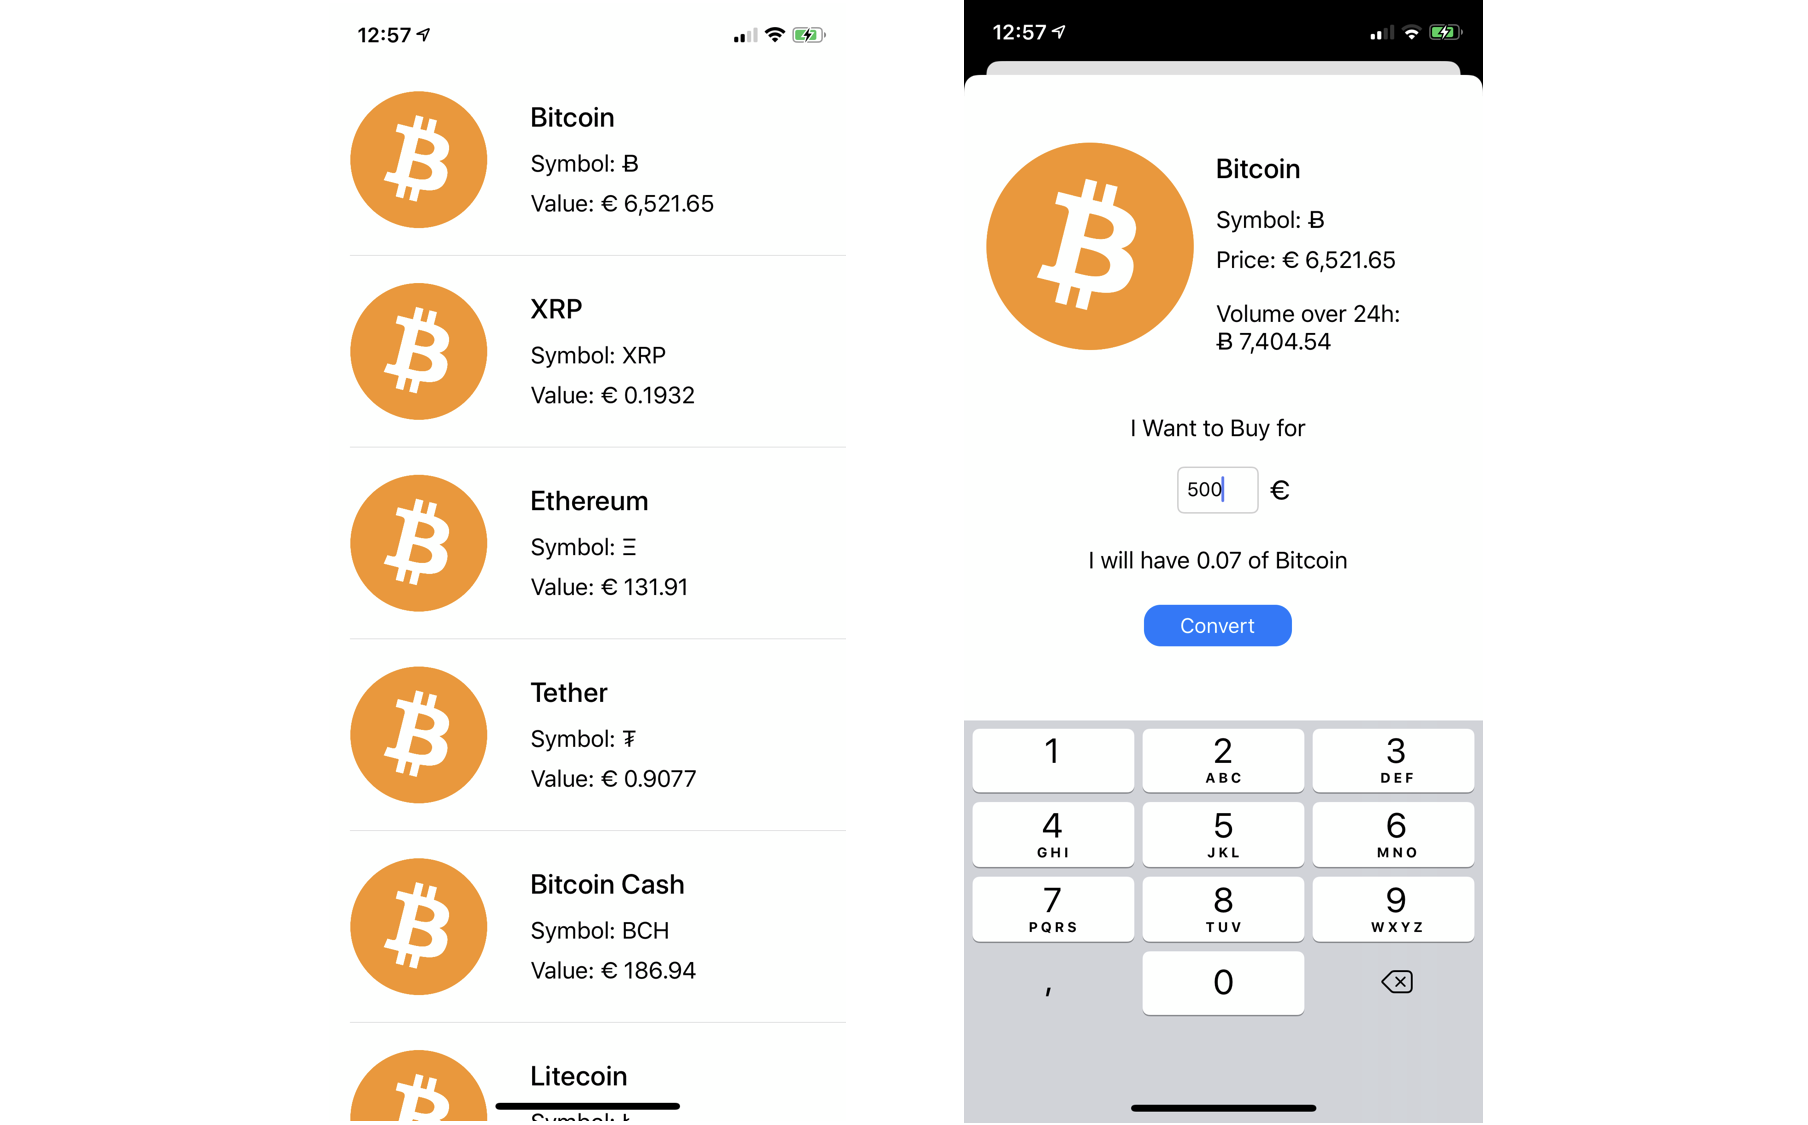 12:57
Bitcoin
Symbol: Ƀ
Value: € 6,521.65
XRP
Symbol: XRP
Value: € 0.1932
Ethereum
Symbol: Ξ
Value: € 131.91
Tether
Symbol: ₮
Value: € 0.9077
Bitcoin Cash
Symbol: BCH
Value: € 186.94
Litecoin
Symbol: Ł
12:57
Bitcoin
Symbol: Ƀ
Price: € 6,521.65
Volume over 24h:
Ƀ 7,404.54
I Want to Buy for
500 €
I will have 0.07 of Bitcoin
Convert
1 2 3
ABC DEF
4 5 6
GHI JKL MNO
7 8 9
PQRS TUV WXYZ
, 0